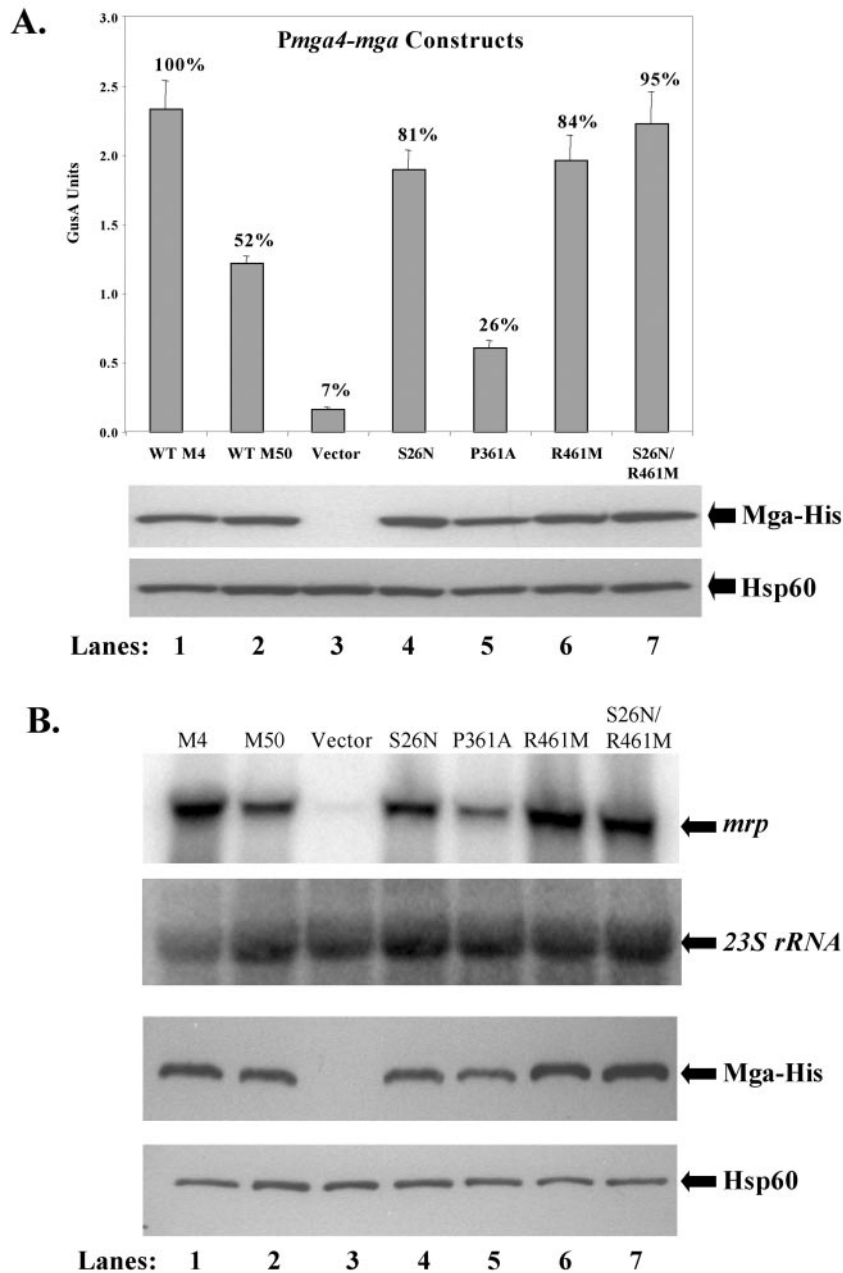 A.
Pmga4-mga Constructs
GusA Units
3.0
2.5
2.0
1.5
1.0
0.5
0.0
100%
52%
7%
81%
26%
84%
95%
WT M4 WT M50 Vector S26N P361A R461M S26N/
R461M
Mga-His
Hsp60
Lanes: 1 2 3 4 5 6 7
B.
M4 M50 Vector S26N P361A R461M S26N/
R461M
mrp
23S rRNA
Mga-His
Hsp60
Lanes: 1 2 3 4 5 6 7